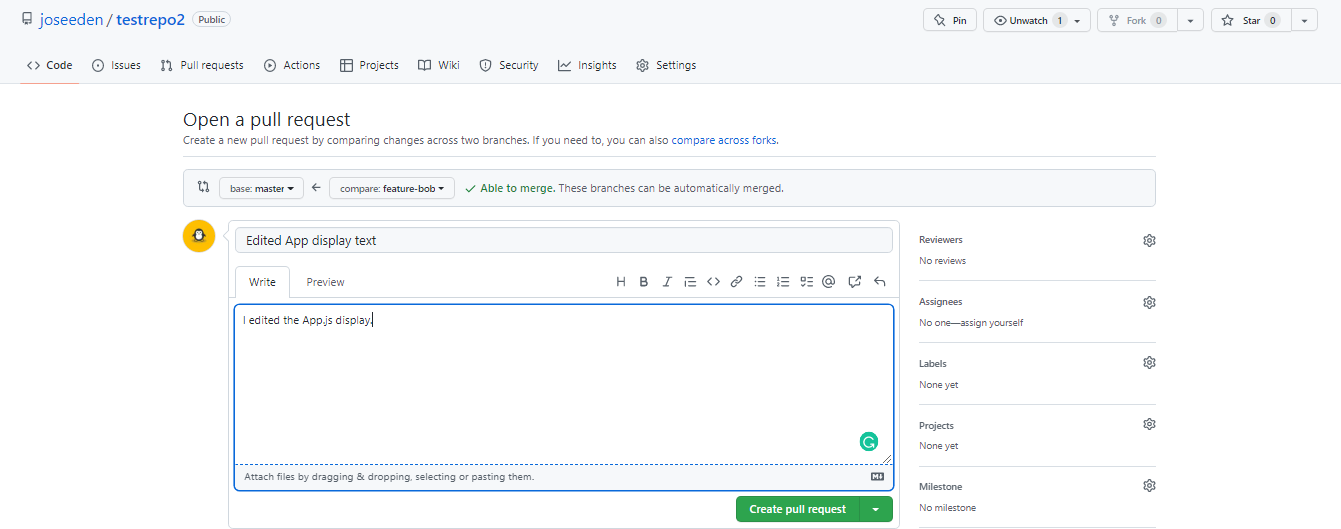 joseeden / testrepo2 Public Pin Unwatch 1 Fork 0 Star 0
Code Issues Pull requests Actions Projects Wiki Security Insights Settings
Open a pull request
Create a new pull request by comparing changes across two branches. If you need to, you can also compare across forks.
base: master compare: feature-bob Able to merge. These branches can be automatically merged.
Edited App display text
Write Preview H B I
I edited the App.js display.
Attach files by dragging & dropping, selecting or pasting them.
Create pull request
Reviewers
No reviews
Assignees
No one—assign yourself
Labels
None yet
Projects
None yet
Milestone
No milestone